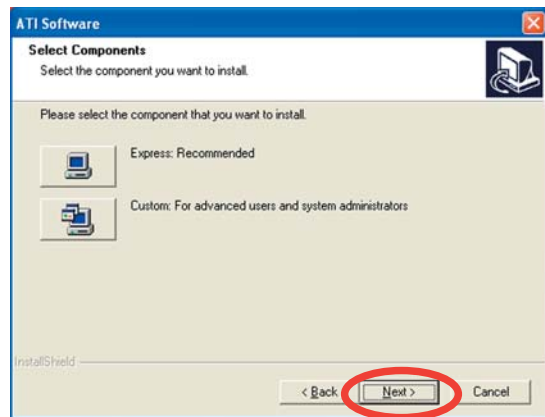 ATI Software
Select Components
Select the component you want to install.
Please select the component that you want to install.
Express: Recommended
Custom: For advanced users and system administrators
InstallShield
< Back
Next >
Cancel